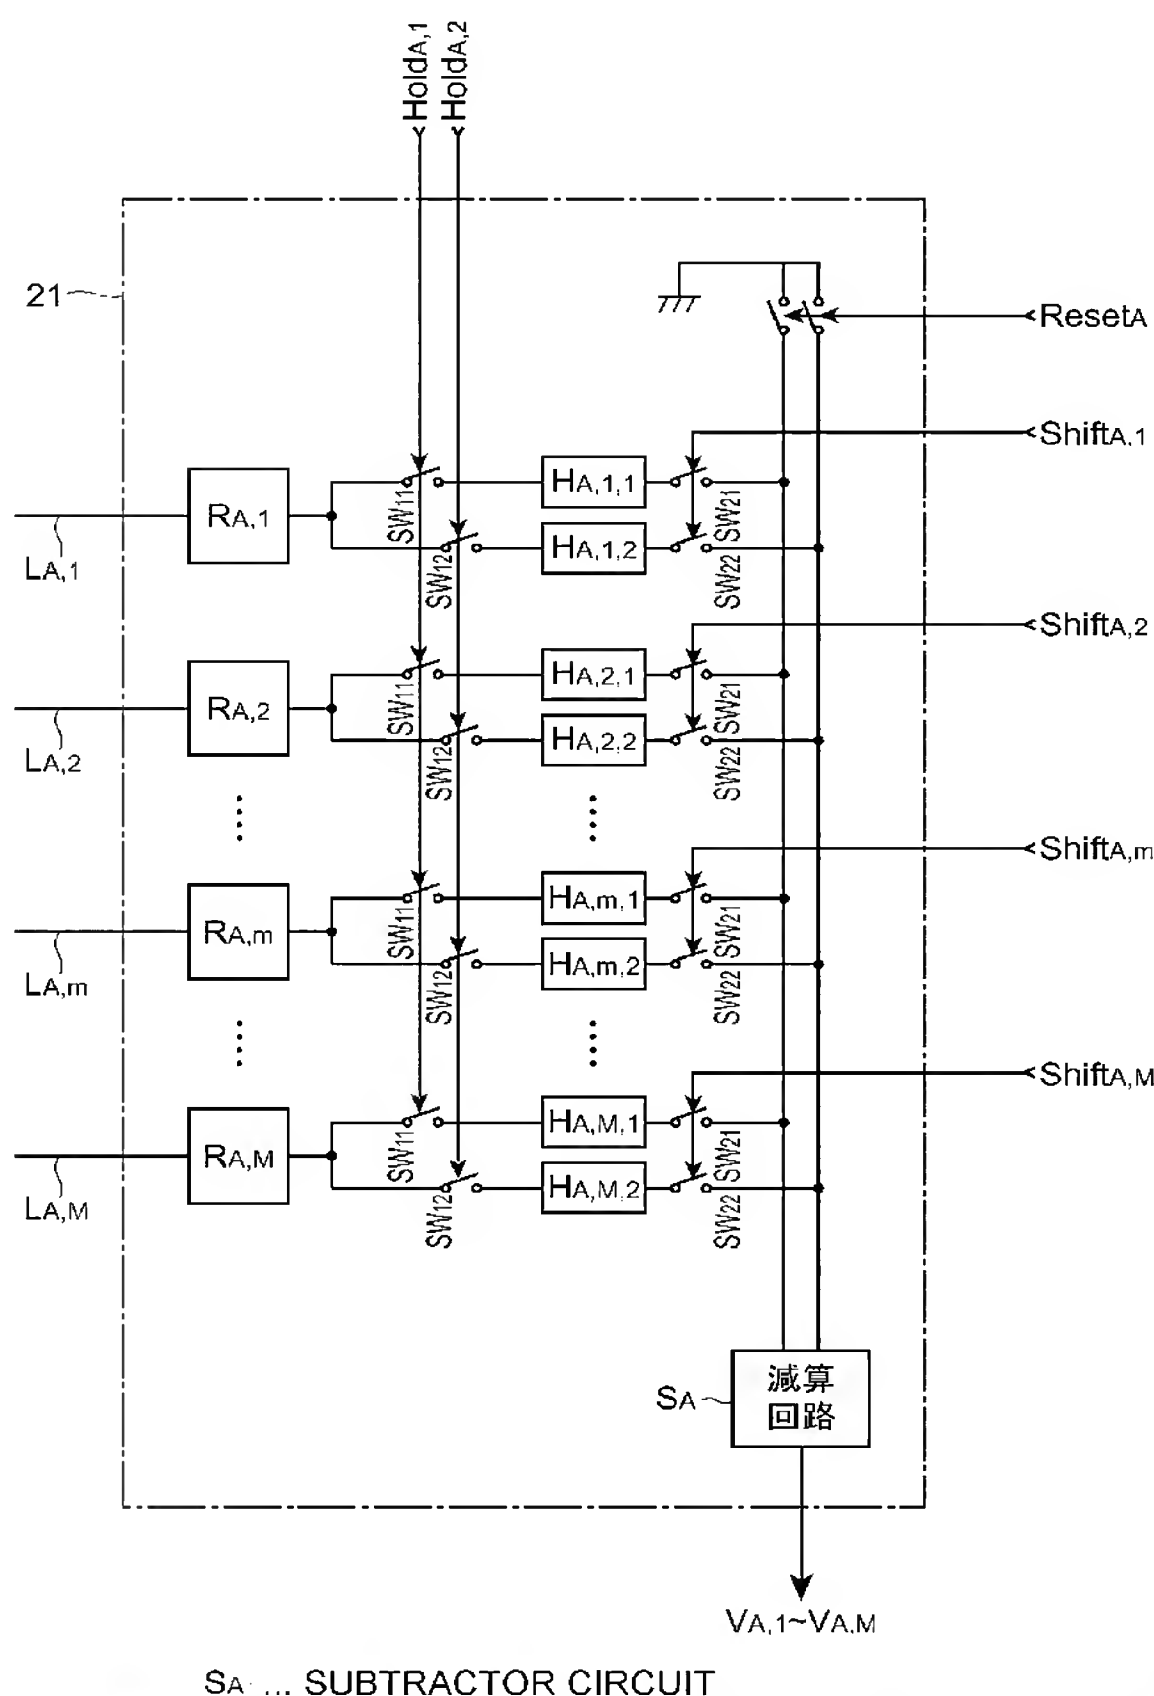 HoldA,1
HoldA,2
21
ResetA
ShiftA,1
RA,1
SW11
HA,1,1
SW21
LA,1
SW12
HA,1,2
SW22
ShiftA,2
RA,2
SW11
HA,2,1
SW21
LA,2
SW12
HA,2,2
SW22
ShiftA,m
RA,m
SW11
HA,m,1
SW21
LA,m
SW12
HA,m,2
SW22
ShiftA,M
RA,M
SW11
HA,M,1
SW21
LA,M
SW12
HA,M,2
SW22
SA
減算
回路
VA,1~VA,M
SA ... SUBTRACTOR CIRCUIT